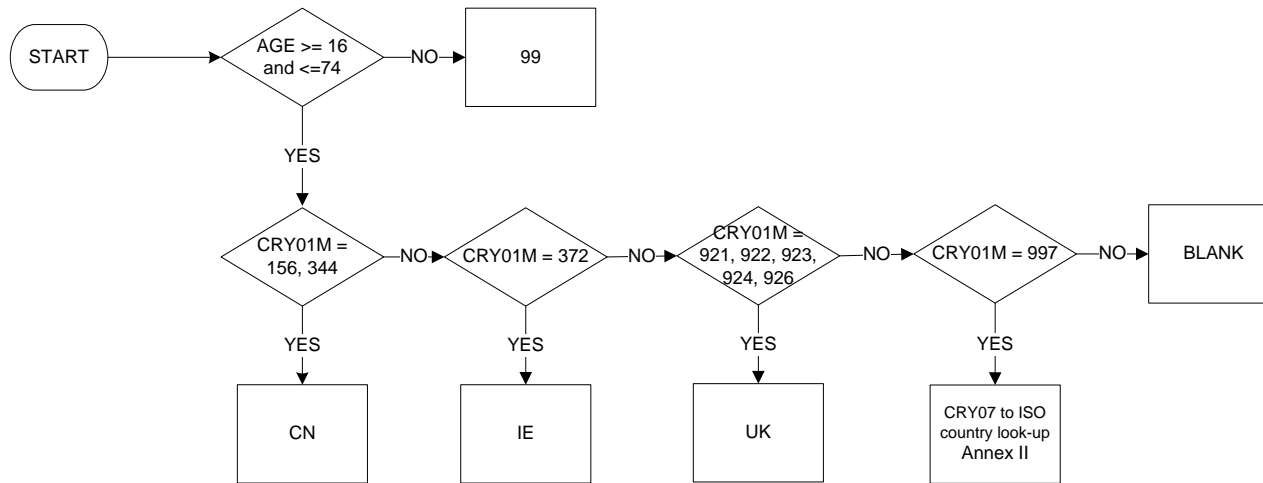 START
AGE >= 16
and <=74
NO
99
YES
CRY01M =
156, 344
NO
CRY01M = 372
NO
CRY01M =
921, 922, 923,
924, 926
NO
CRY01M = 997
NO
BLANK
YES
YES
YES
YES
CN
IE
UK
CRY07 to ISO
country look-up
Annex II